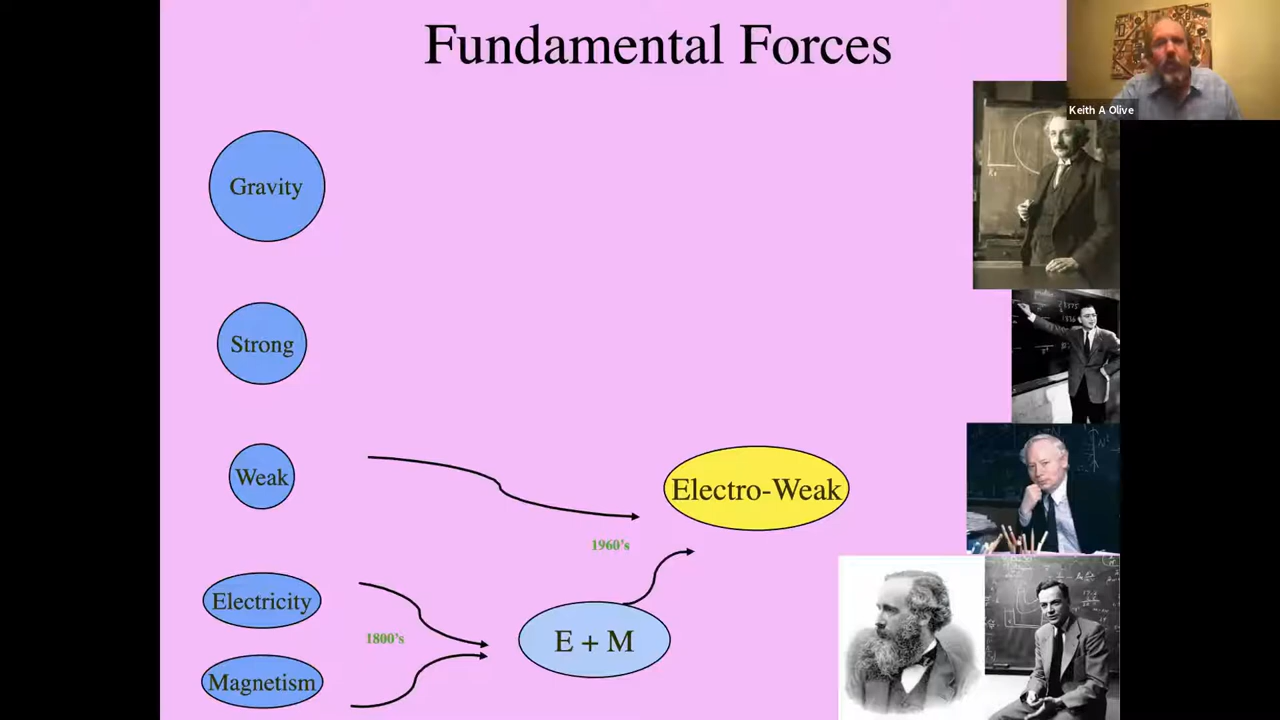 Fundamental Forces
Keith A Olive
Gravity
Strong
Weak
Electro-Weak
1960's
Electricity
1800's
E + M
Magnetism